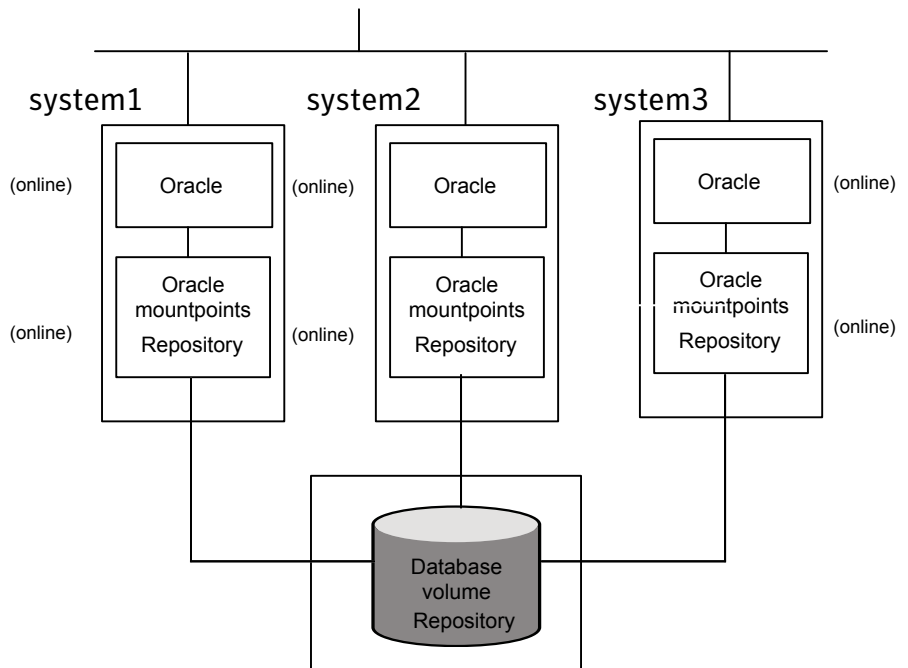 system1
system2
system3
(online)
Oracle
(online)
Oracle
Oracle
(online)
Oracle
mountpoints
Repository
(online)
Oracle
mountpoints
Repository
(online)
Oracle
mountpoints
Repository
(online)
Database
volume
Repository